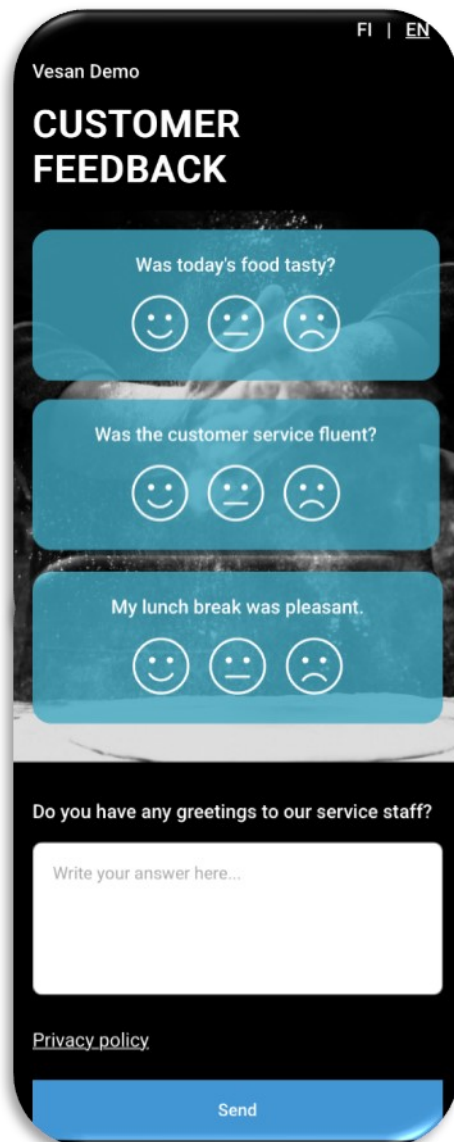 FI | EN
Vesan Demo
CUSTOMER
FEEDBACK
Was today's food tasty?
Was the customer service fluent?
My lunch break was pleasant.
Do you have any greetings to our service staff?
Write your answer here...
Privacy policy
Send